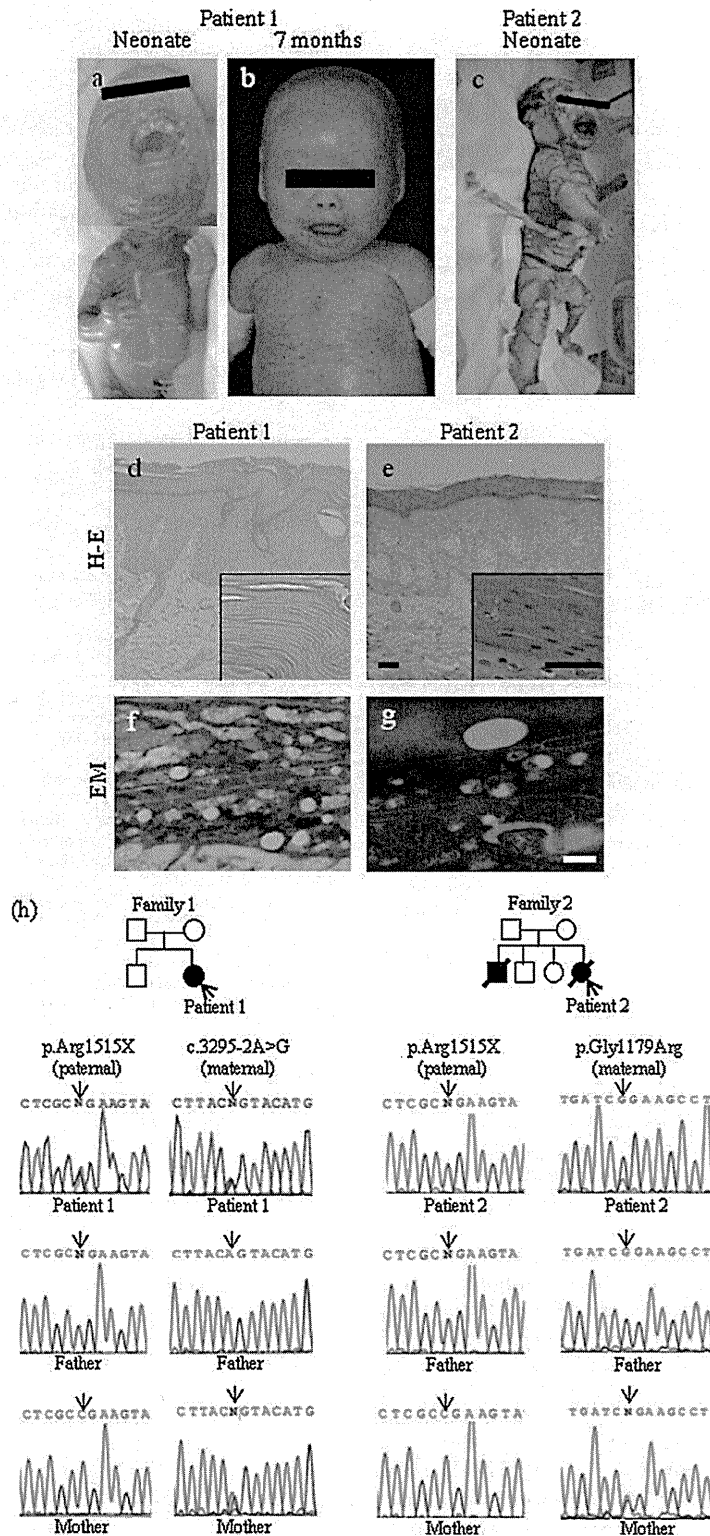 Patient 1
Patient 2
Neonate
7 months
Neonate
a
b
c
Patient 1
Patient 2
H-E
d
e
EM
f
g
(h)
Family 1
Family 2
Patient 1
Patient 2
p.Arg1515X
(paternal)
c.3295-2A>G
(maternal)
p.Arg1515X
(paternal)
p.Gly1179Arg
(maternal)
CTCGCNGAAGTA
CTTACNGTACATG
CTCGCNGAAGTA
TGATCGGAAGCCT
Patient 1
Patient 1
Patient 2
Patient 2
CTCGCNGAAGTA
CTTACAGTACATG
CTCGCNGAAGTA
TGATCGGAAGCCT
Father
Father
Father
Father
CTCGCCGAAGTA
CTTACNGTACATG
CTCGCCGAAGTA
TGATCNGAAGCCT
Mother
Mother
Mother
Mother